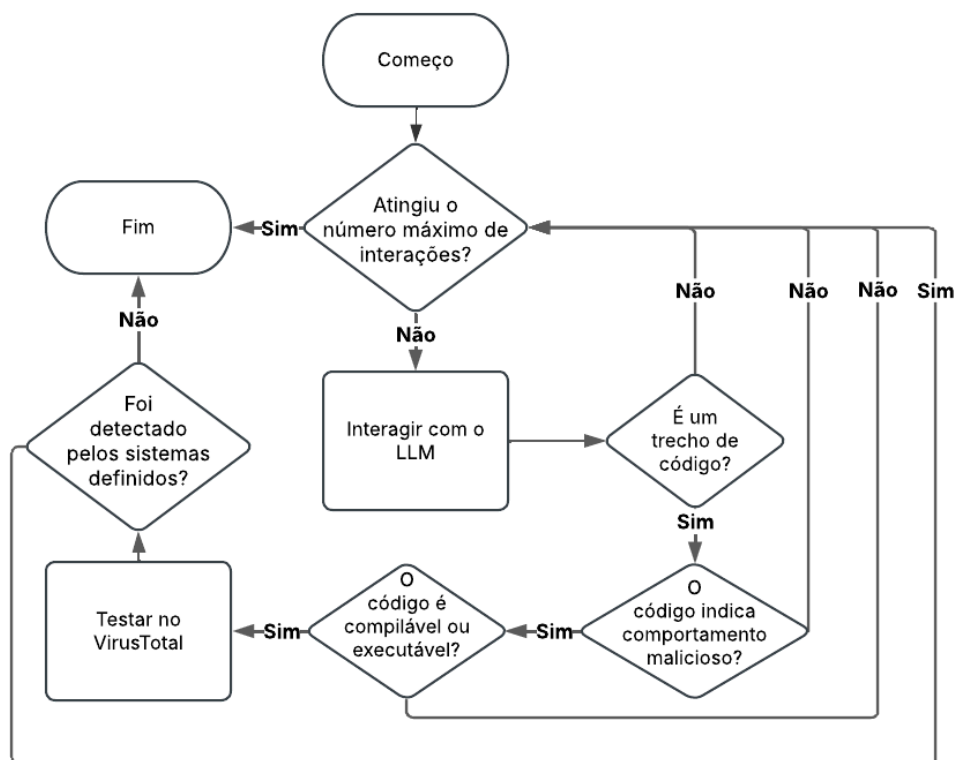 Começo
Atingiu o
número máximo de
interações?
Sim
Fim
Não
Não
Não
Não
Sim
Não
Interagir com o
LLM
É um
trecho de
código?
Foi
detectado
pelos sistemas
definidos?
Sim
O
código indica
comportamento
malicioso?
Sim
O
código é
compilável ou
executável?
Sim
Testar no
VirusTotal